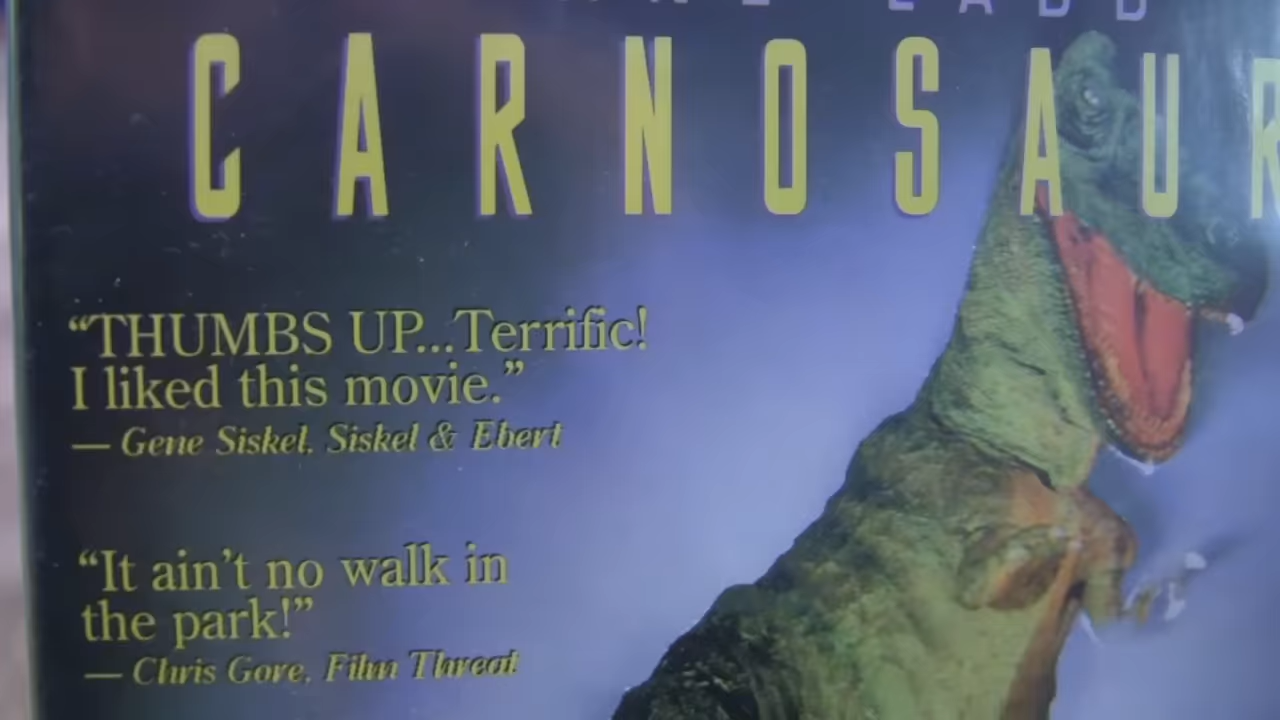 LADD
CARNOSAUR
“THUMBS UP...Terrific!
I liked this movie.”
— Gene Siskel, Siskel & Ebert
“It ain’t no walk in
the park!”
— Chris Gore, Film Threat